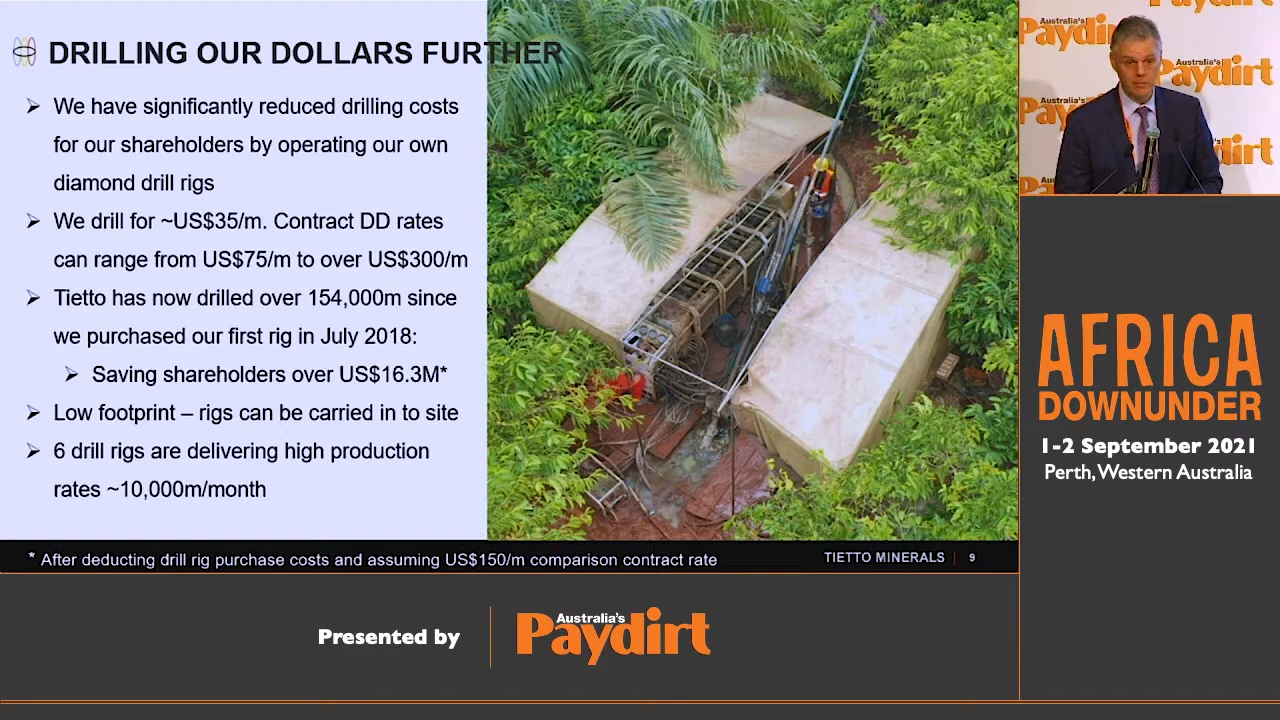 DRILLING OUR DOLLARS FURTHER
➢ We have significantly reduced drilling costs
for our shareholders by operating our own
diamond drill rigs
➢ We drill for ~US$35/m. Contract DD rates
can range from US$75/m to over US$300/m
➢ Tietto has now drilled over 154,000m since
we purchased our first rig in July 2018:
➢ Saving shareholders over US$16.3M*
➢ Low footprint – rigs can be carried in to site
➢ 6 drill rigs are delivering high production
rates ~10,000m/month
* After deducting drill rig purchase costs and assuming US$150/m comparison contract rate
TIETTO MINERALS | 9
Presented by
Australia's
Paydirt
Paydirt
Australia's
Paydirt
Australia's
Paydirt
AFRICA
DOWNUNDER
1-2 September 2021
Perth, Western Australia